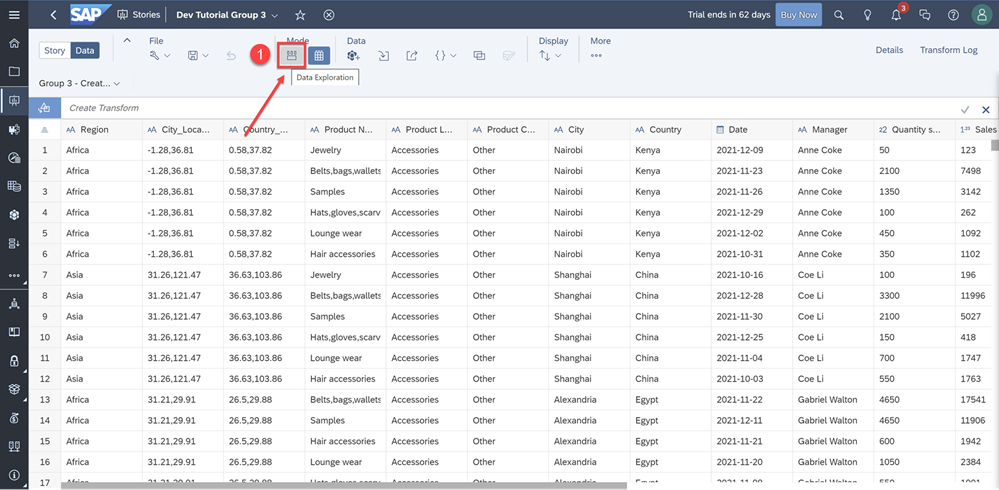 SAP Stories Dev Tutorial Group 3 Trial ends in 62 days Buy Now 3
Story Data File Mode Data Display More Details Transform Log
1
Data Exploration
Group 3 - Creat...
Create Transform
Region City_Loca... Country_... Product N... Product L... Product C... City Country Date Manager Quantity s... Sales
1 Africa -1.28,36.81 0.58,37.82 Jewelry Accessories Other Nairobi Kenya 2021-12-09 Anne Coke 50 123
2 Africa -1.28,36.81 0.58,37.82 Belts,bags,wallets Accessories Other Nairobi Kenya 2021-11-23 Anne Coke 2100 7498
3 Africa -1.28,36.81 0.58,37.82 Samples Accessories Other Nairobi Kenya 2021-11-26 Anne Coke 1350 3142
4 Africa -1.28,36.81 0.58,37.82 Hats,gloves,scarv Accessories Other Nairobi Kenya 2021-12-29 Anne Coke 100 262
5 Africa -1.28,36.81 0.58,37.82 Lounge wear Accessories Other Nairobi Kenya 2021-12-02 Anne Coke 450 1092
6 Africa -1.28,36.81 0.58,37.82 Hair accessories Accessories Other Nairobi Kenya 2021-10-31 Anne Coke 350 1102
7 Asia 31.26,121.47 36.63,103.86 Jewelry Accessories Other Shanghai China 2021-10-16 Coe Li 100 196
8 Asia 31.26,121.47 36.63,103.86 Belts,bags,wallets Accessories Other Shanghai China 2021-12-28 Coe Li 3300 11996
9 Asia 31.26,121.47 36.63,103.86 Samples Accessories Other Shanghai China 2021-11-30 Coe Li 2100 5027
10 Asia 31.26,121.47 36.63,103.86 Hats,gloves,scarv Accessories Other Shanghai China 2021-12-25 Coe Li 150 418
11 Asia 31.26,121.47 36.63,103.86 Lounge wear Accessories Other Shanghai China 2021-11-04 Coe Li 700 1747
12 Asia 31.26,121.47 36.63,103.86 Hair accessories Accessories Other Shanghai China 2021-10-03 Coe Li 550 1763
13 Africa 31.21,29.91 26.5,29.88 Belts,bags,wallets Accessories Other Alexandria Egypt 2021-11-22 Gabriel Walton 4650 17541
14 Africa 31.21,29.91 26.5,29.88 Samples Accessories Other Alexandria Egypt 2021-12-11 Gabriel Walton 4650 11906
15 Africa 31.21,29.91 26.5,29.88 Hair accessories Accessories Other Alexandria Egypt 2021-11-21 Gabriel Walton 600 1942
16 Africa 31.21,29.91 26.5,29.88 Lounge wear Accessories Other Alexandria Egypt 2021-11-20 Gabriel Walton 1050 2384
17